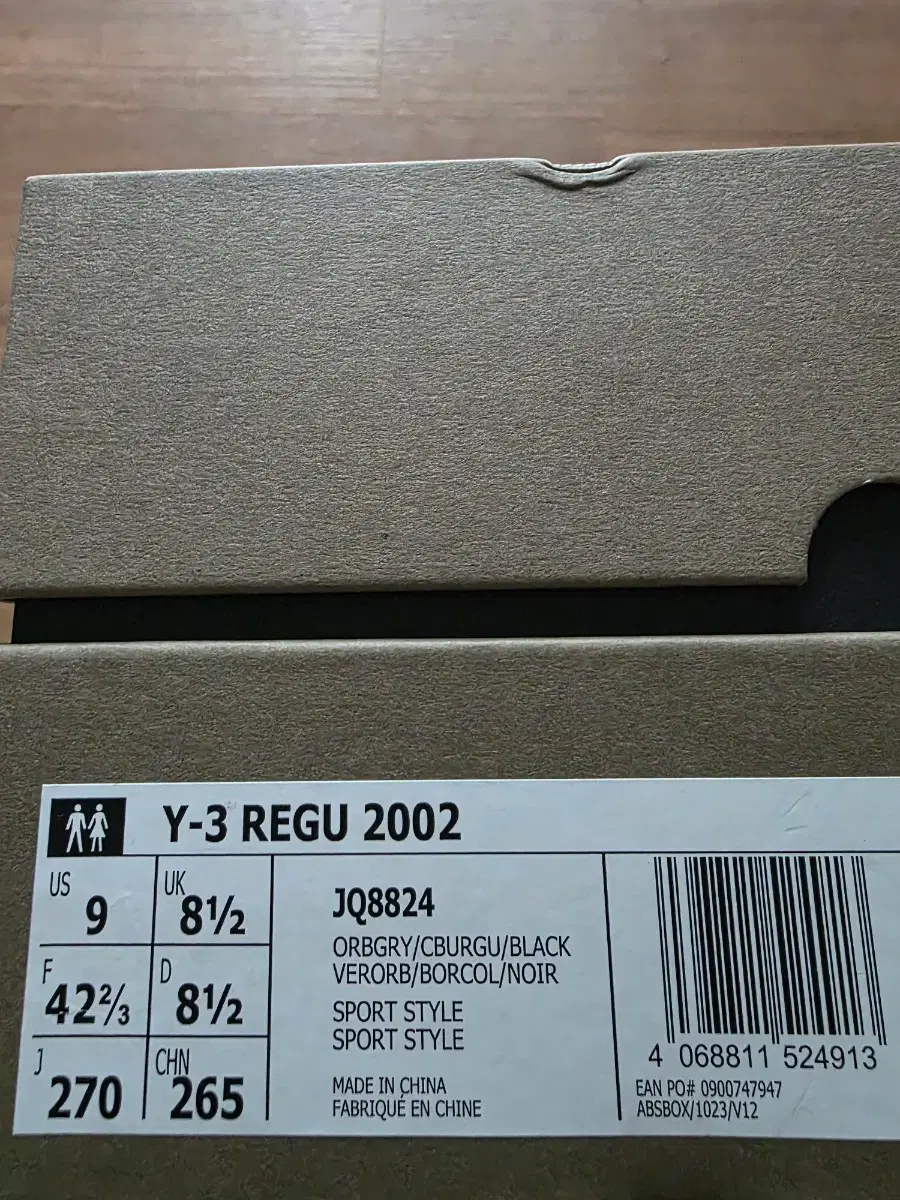 Y-3 REGU 2002
US
9
UK
8½
F
42⅔
D
8½
J
270
CHN
265
JQ8824
ORBGRY/CBURGU/BLACK
VERORB/BORCOL/NOIR
SPORT STYLE
SPORT STYLE
MADE IN CHINA
FABRIQUÉ EN CHINE
4 068811 524913
EAN PO# 0900747947
ABSBOX/1023/V12